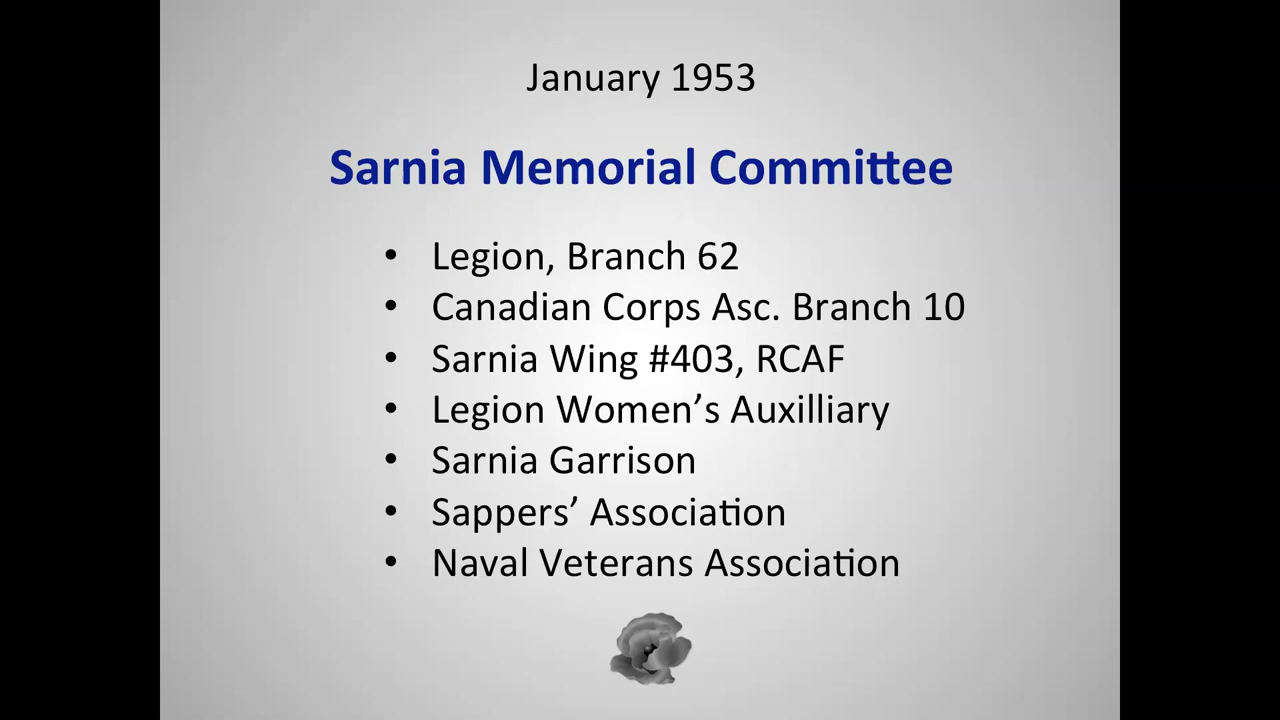 January 1953
Sarnia Memorial Committee
• Legion, Branch 62
• Canadian Corps Asc. Branch 10
• Sarnia Wing #403, RCAF
• Legion Women’s Auxilliary
• Sarnia Garrison
• Sappers’ Association
• Naval Veterans Association